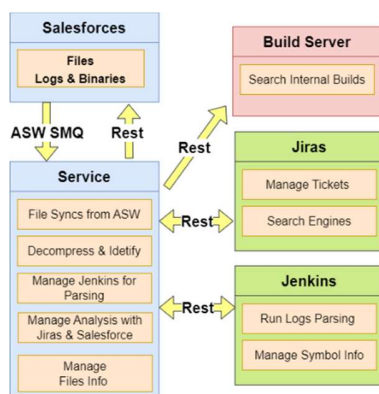 Salesforces
Files
Logs & Binaries
ASW SMQ
Rest
Service
File Syncs from ASW
Decompress & Idetify
Manage Jenkins for
Parsing
Manage Analysis with
Jiras & Salesforce
Manage
Files Info
Build Server
Search Internal Builds
Rest
Jiras
Manage Tickets
Search Engines
Rest
Jenkins
Run Logs Parsing
Manage Symbol Info
Rest